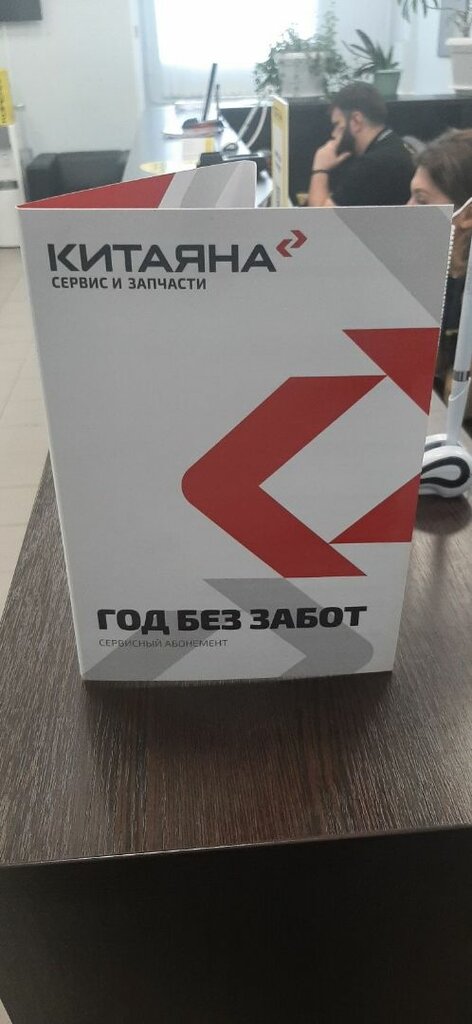 КИТАЯНА
СЕРВИС И ЗАПЧАСТИ
ГОД БЕЗ ЗАБОТ
СЕРВИСНЫЙ АБОНЕМЕНТ